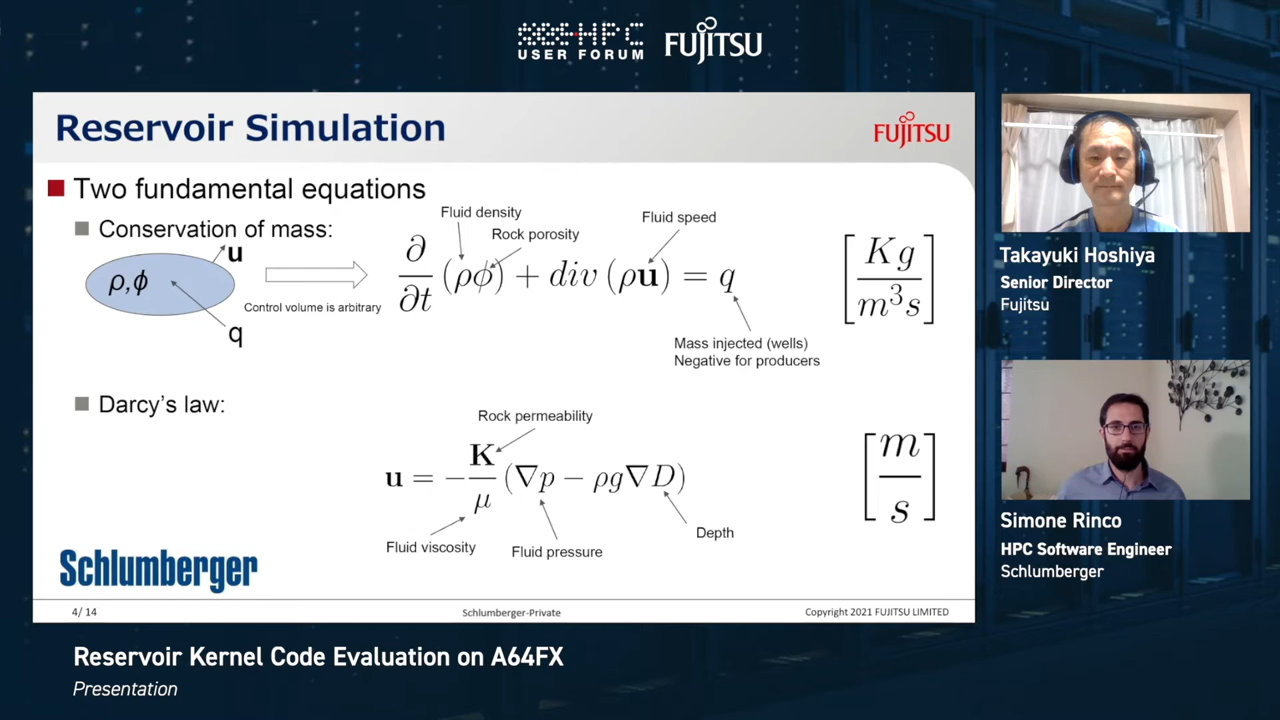 HPC
USER FORUM
FUJITSU
Reservoir Simulation
FUJITSU
Two fundamental equations
Conservation of mass:
ρ,ϕ
u
q
Control volume is arbitrary
Fluid density
Rock porosity
Fluid speed
∂/∂t (ρϕ) + div (ρu) = q
[Kg/m³s]
Mass injected (wells)
Negative for producers
Darcy's law:
Rock permeability
u = −K/μ (∇p − ρg∇D)
[m/s]
Fluid viscosity
Fluid pressure
Depth
Schlumberger
4/ 14
Schlumberger-Private
Copyright 2021 FUJITSU LIMITED
Takayuki Hoshiya
Senior Director
Fujitsu
Simone Rinco
HPC Software Engineer
Schlumberger
Reservoir Kernel Code Evaluation on A64FX
Presentation